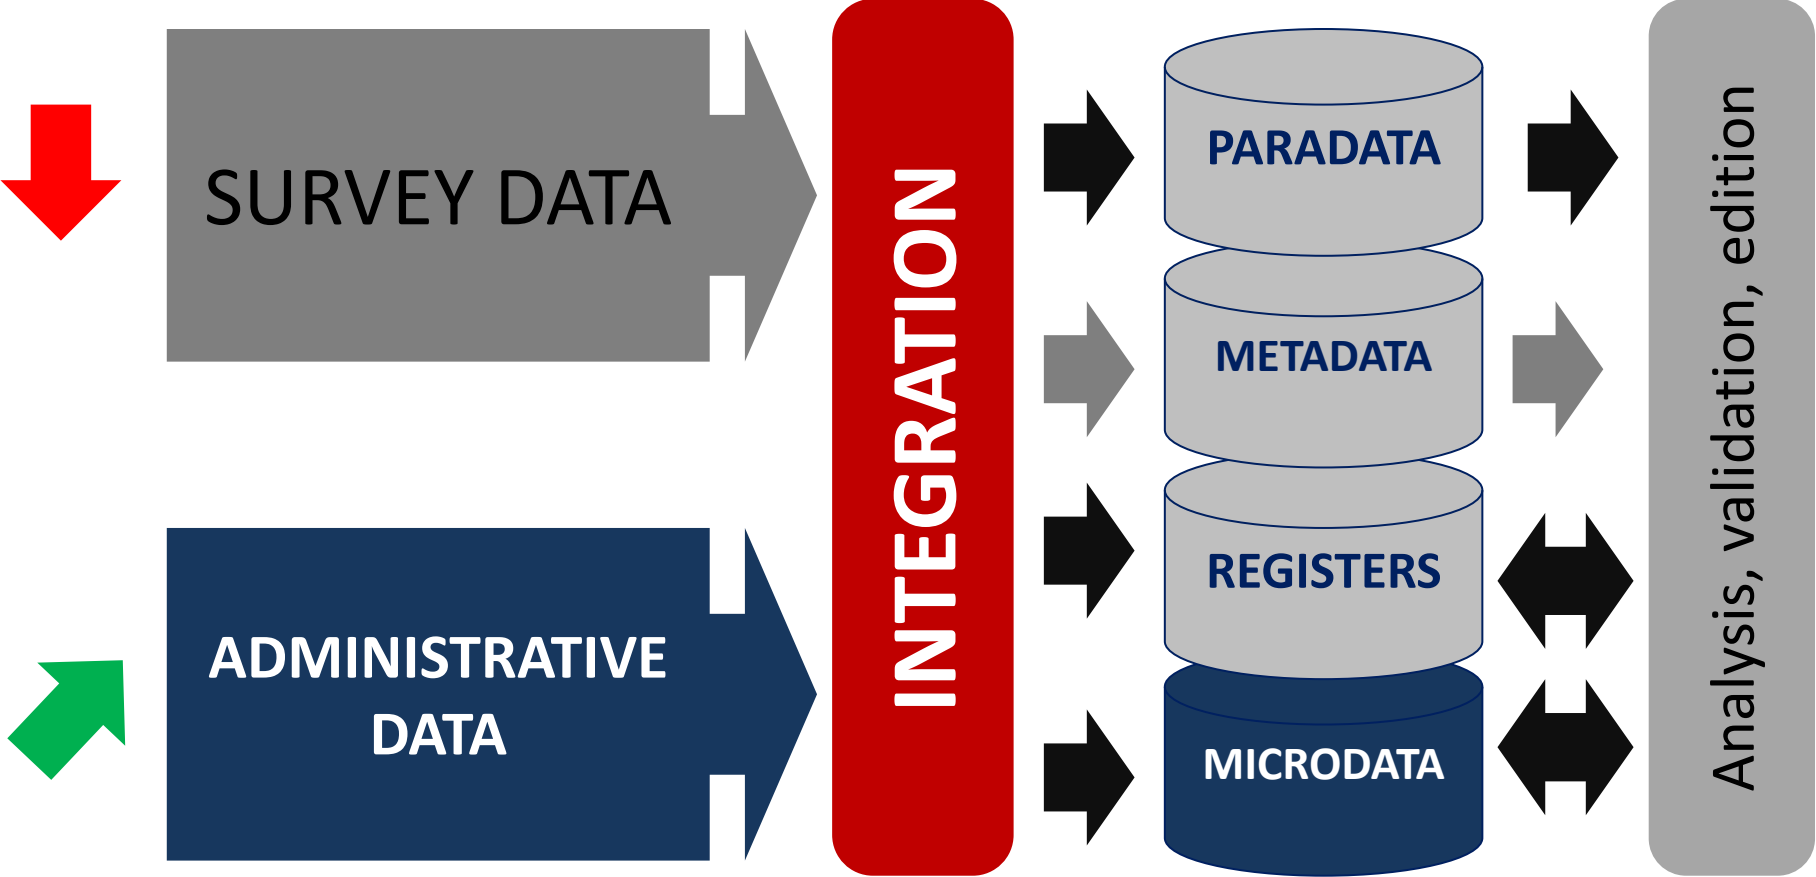 SURVEY DATA
ADMINISTRATIVE
DATA
INTEGRATION
PARADATA
METADATA
REGISTERS
MICRODATA
Analysis, validation, edition